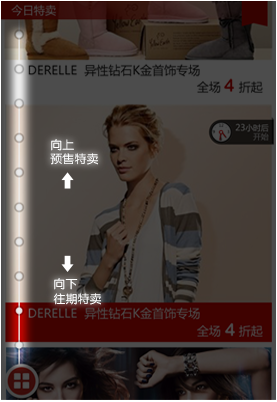 今日特卖
DERELLE 异性钻石K金首饰专场
全场 4 折起
23小时后
开始
向上
预售特卖
向下
往期特卖
DERELLE 异性钻石K金首饰专场
全场 4 折起